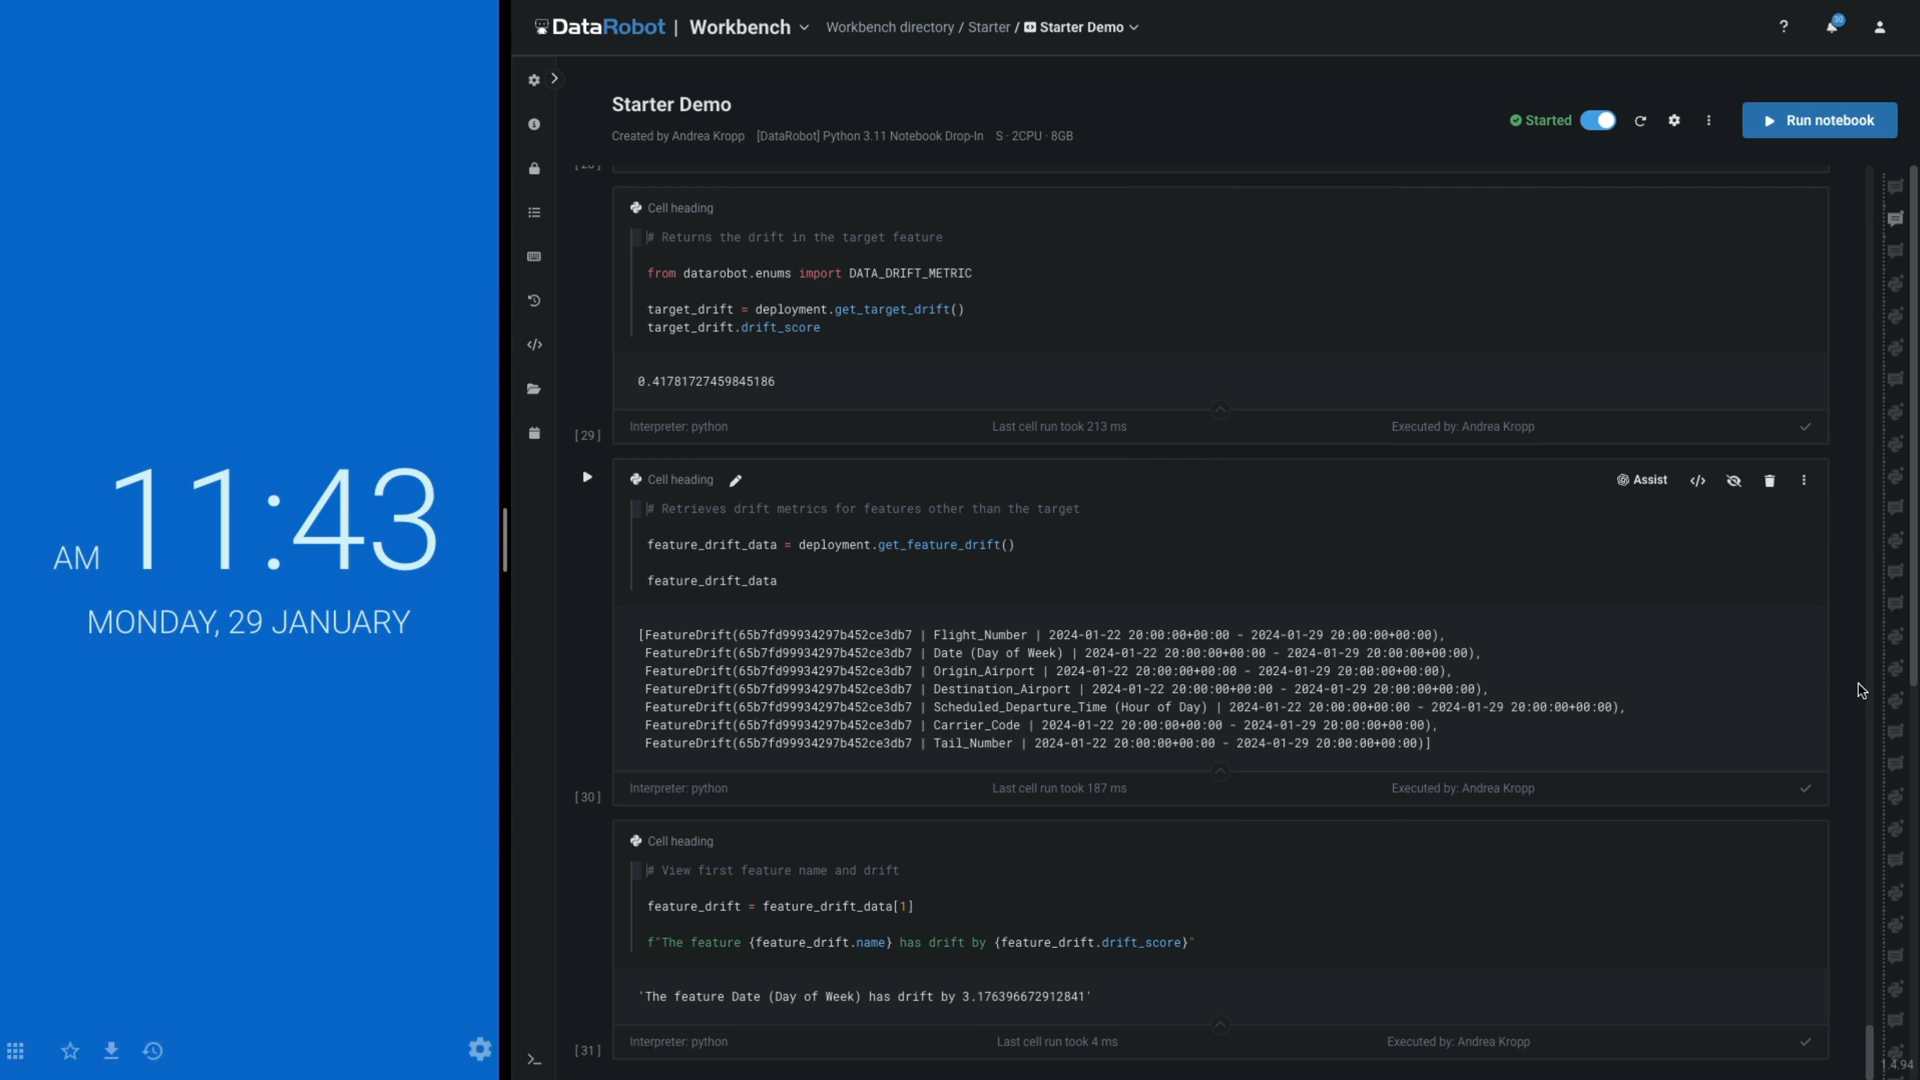 AM 11:43
MONDAY, 29 JANUARY
DataRobot | Workbench
Workbench directory / Starter / Starter Demo
?
30
Starter Demo
Created by Andrea Kropp [DataRobot] Python 3.11 Notebook Drop-In S · 2CPU · 8GB
Started
Run notebook
Cell heading
# Returns the drift in the target feature
from datarobot.enums import DATA_DRIFT_METRIC
target_drift = deployment.get_target_drift()
target_drift.drift_score
0.41781727459845186
Interpreter: python Last cell run took 213 ms Executed by: Andrea Kropp
[29]
Cell heading
Assist
# Retrieves drift metrics for features other than the target
feature_drift_data = deployment.get_feature_drift()
feature_drift_data
[FeatureDrift(65b7fd99934297b452ce3db7 | Flight_Number | 2024-01-22 20:00:00+00:00 - 2024-01-29 20:00:00+00:00),
FeatureDrift(65b7fd99934297b452ce3db7 | Date (Day of Week) | 2024-01-22 20:00:00+00:00 - 2024-01-29 20:00:00+00:00),
FeatureDrift(65b7fd99934297b452ce3db7 | Origin_Airport | 2024-01-22 20:00:00+00:00 - 2024-01-29 20:00:00+00:00),
FeatureDrift(65b7fd99934297b452ce3db7 | Destination_Airport | 2024-01-22 20:00:00+00:00 - 2024-01-29 20:00:00+00:00),
FeatureDrift(65b7fd99934297b452ce3db7 | Scheduled_Departure_Time (Hour of Day) | 2024-01-22 20:00:00+00:00 - 2024-01-29 20:00:00+00:00),
FeatureDrift(65b7fd99934297b452ce3db7 | Carrier_Code | 2024-01-22 20:00:00+00:00 - 2024-01-29 20:00:00+00:00),
FeatureDrift(65b7fd99934297b452ce3db7 | Tail_Number | 2024-01-22 20:00:00+00:00 - 2024-01-29 20:00:00+00:00)]
Interpreter: python Last cell run took 187 ms Executed by: Andrea Kropp
[30]
Cell heading
# View first feature name and drift
feature_drift = feature_drift_data[1]
f"The feature {feature_drift.name} has drift by {feature_drift.drift_score}"
'The feature Date (Day of Week) has drift by 3.176396672912841'
Interpreter: python Last cell run took 4 ms Executed by: Andrea Kropp
[31]
1.4.94